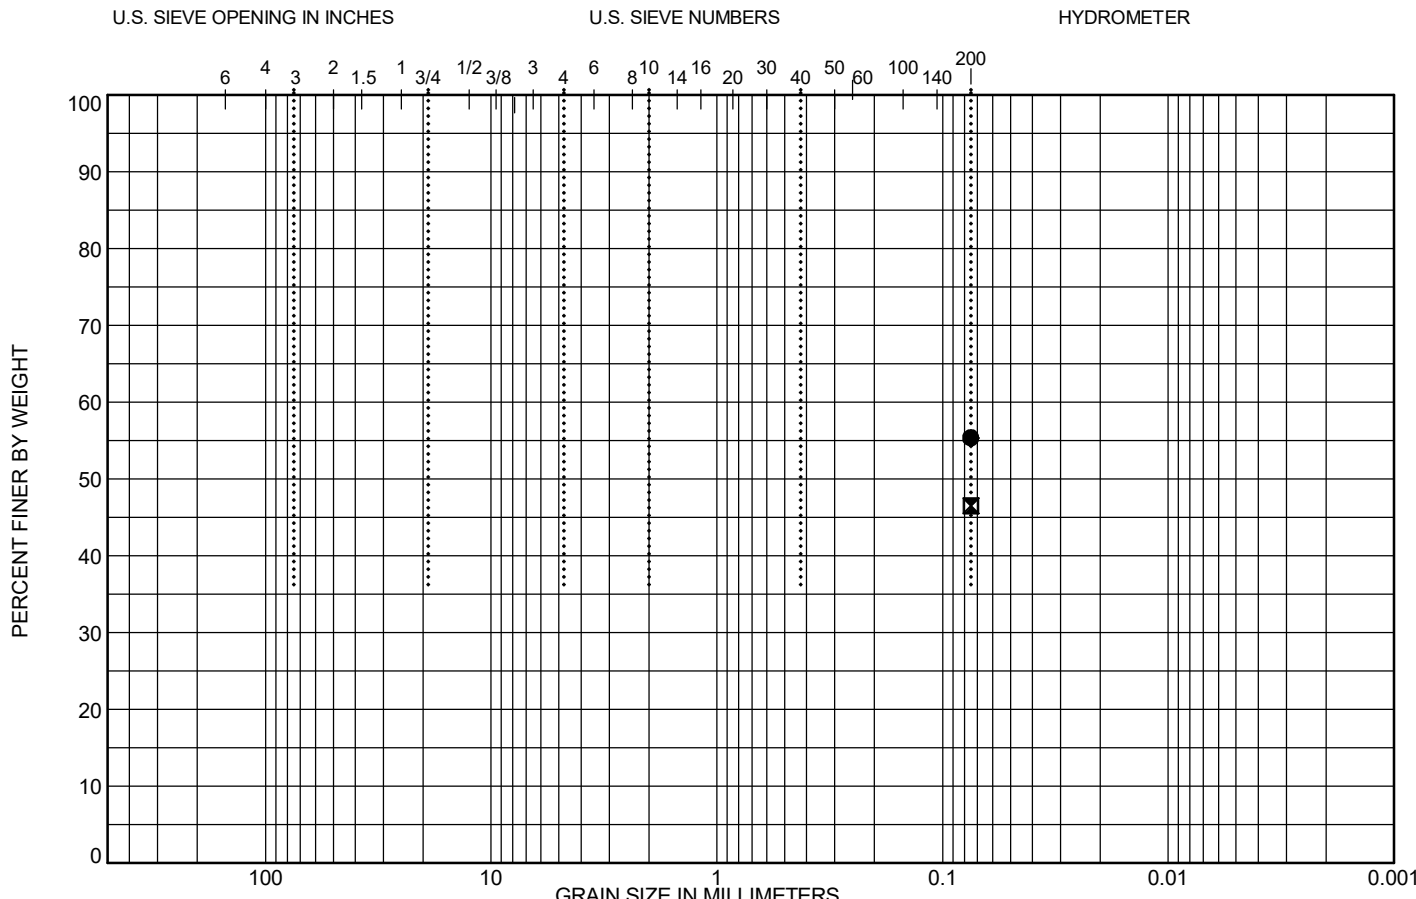 U.S. SIEVE OPENING IN INCHES U.S. SIEVE NUMBERS HYDROMETER
6 4 3 2 1.5 1 3/4 1/2 3/8 3 4 6 8 10 14 16 20 30 40 50 60 100 140 200
100
90
80
70
60
50
40
30
20
10
0
PERCENT FINER BY WEIGHT
100 10 1 0.1 0.01 0.001
GRAIN SIZE IN MILLIMETERS